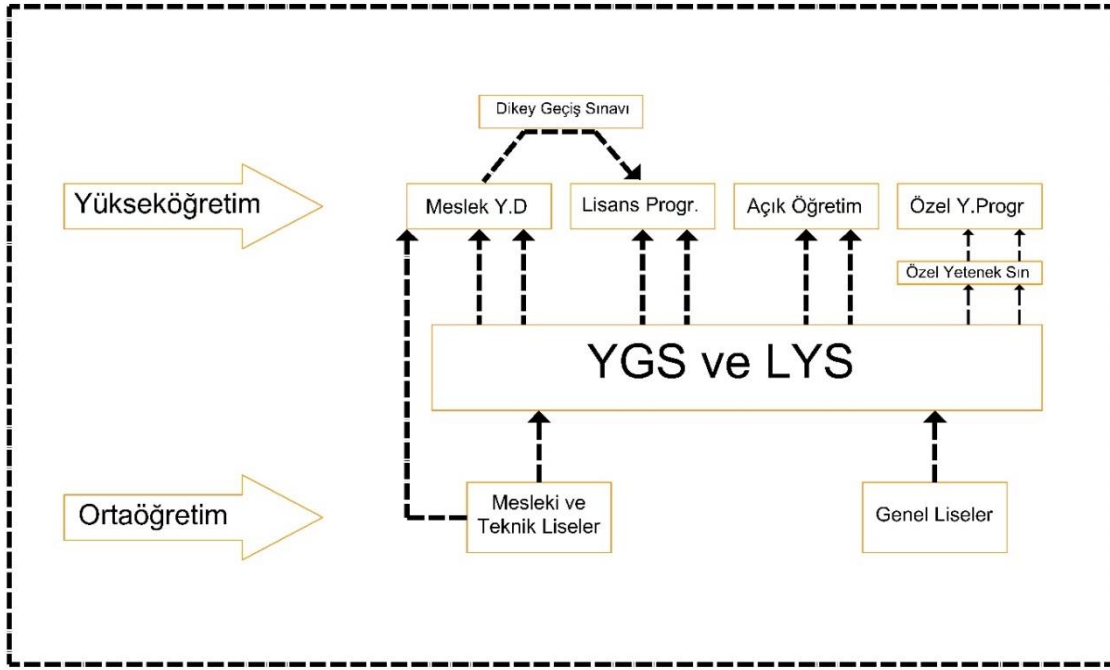 Dikey Geçiş Sınavı
Yükseköğretim
Meslek Y.D
Lisans Progr.
Açık Öğretim
Özel Y.Progr
Özel Yetenek Sın
YGS ve LYS
Ortaöğretim
Mesleki ve
Teknik Liseler
Genel Liseler